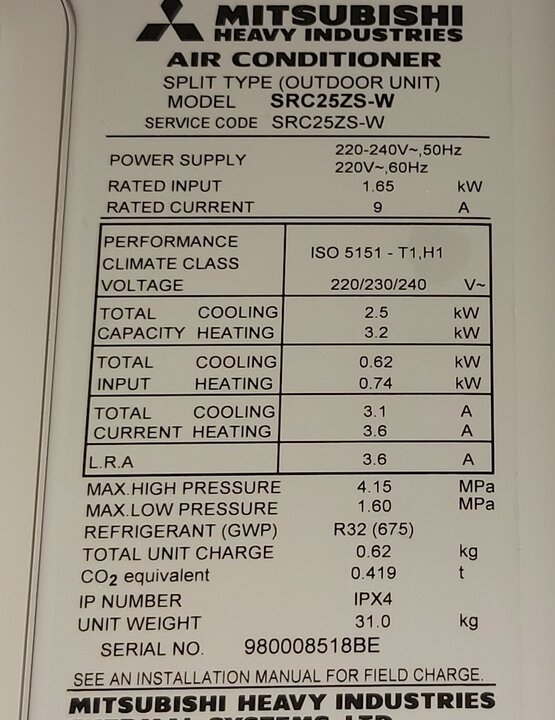 MITSUBISHI
HEAVY INDUSTRIES
AIR CONDITIONER
SPLIT TYPE (OUTDOOR UNIT)
MODEL SRC25ZS-W
SERVICE CODE SRC25ZS-W
POWER SUPPLY 220-240V~,50Hz
220V~,60Hz
RATED INPUT 1.65 kW
RATED CURRENT 9 A
PERFORMANCE
CLIMATE CLASS ISO 5151 - T1,H1
VOLTAGE 220/230/240 V~
TOTAL COOLING 2.5 kW
CAPACITY HEATING 3.2 kW
TOTAL COOLING 0.62 kW
INPUT HEATING 0.74 kW
TOTAL COOLING 3.1 A
CURRENT HEATING 3.6 A
L.R.A 3.6 A
MAX.HIGH PRESSURE 4.15 MPa
MAX.LOW PRESSURE 1.60 MPa
REFRIGERANT (GWP) R32 (675)
TOTAL UNIT CHARGE 0.62 kg
CO2 equivalent 0.419 t
IP NUMBER IPX4
UNIT WEIGHT 31.0 kg
SERIAL NO. 980008518BE
SEE AN INSTALLATION MANUAL FOR FIELD CHARGE.
MITSUBISHI HEAVY INDUSTRIES
THERMAL SYSTEMS, LTD.